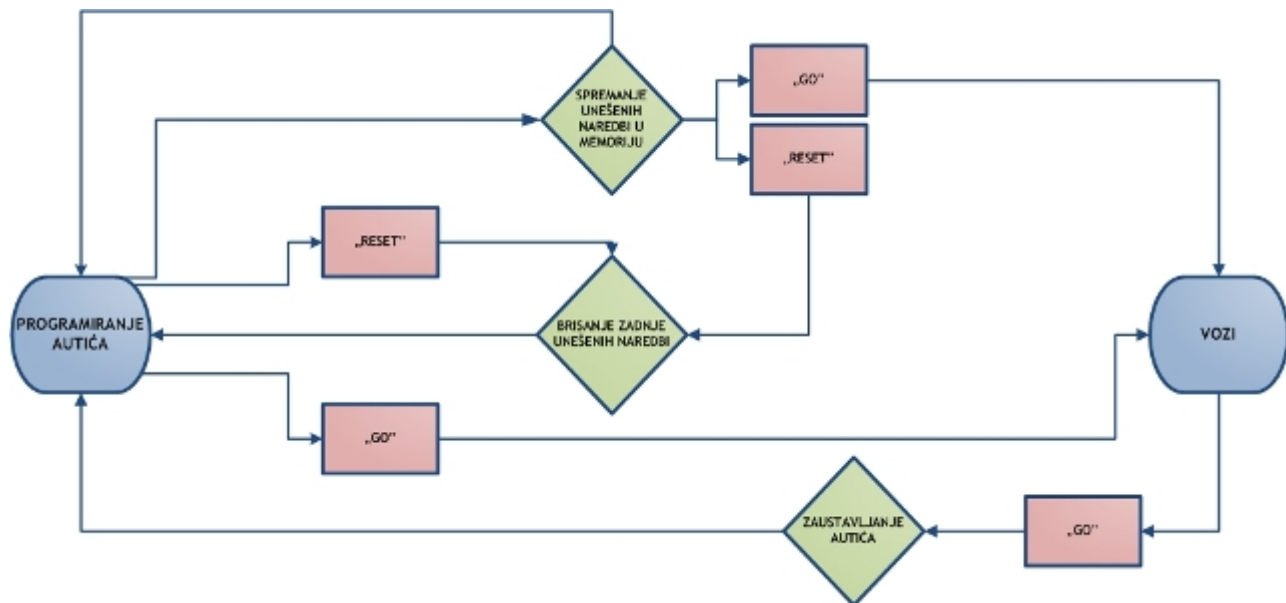 SPREMANJE
UNEŠENIH
NAREDBI U
MEMORIJU
„GO”
„RESET”
„RESET”
PROGRAMIRANJE
AUTIĆA
BRISANJE ZADNJE
UNEŠENIH NAREDBI
VOZI
„GO”
ZAUSTAVLJANJE
AUTIĆA
„GO”